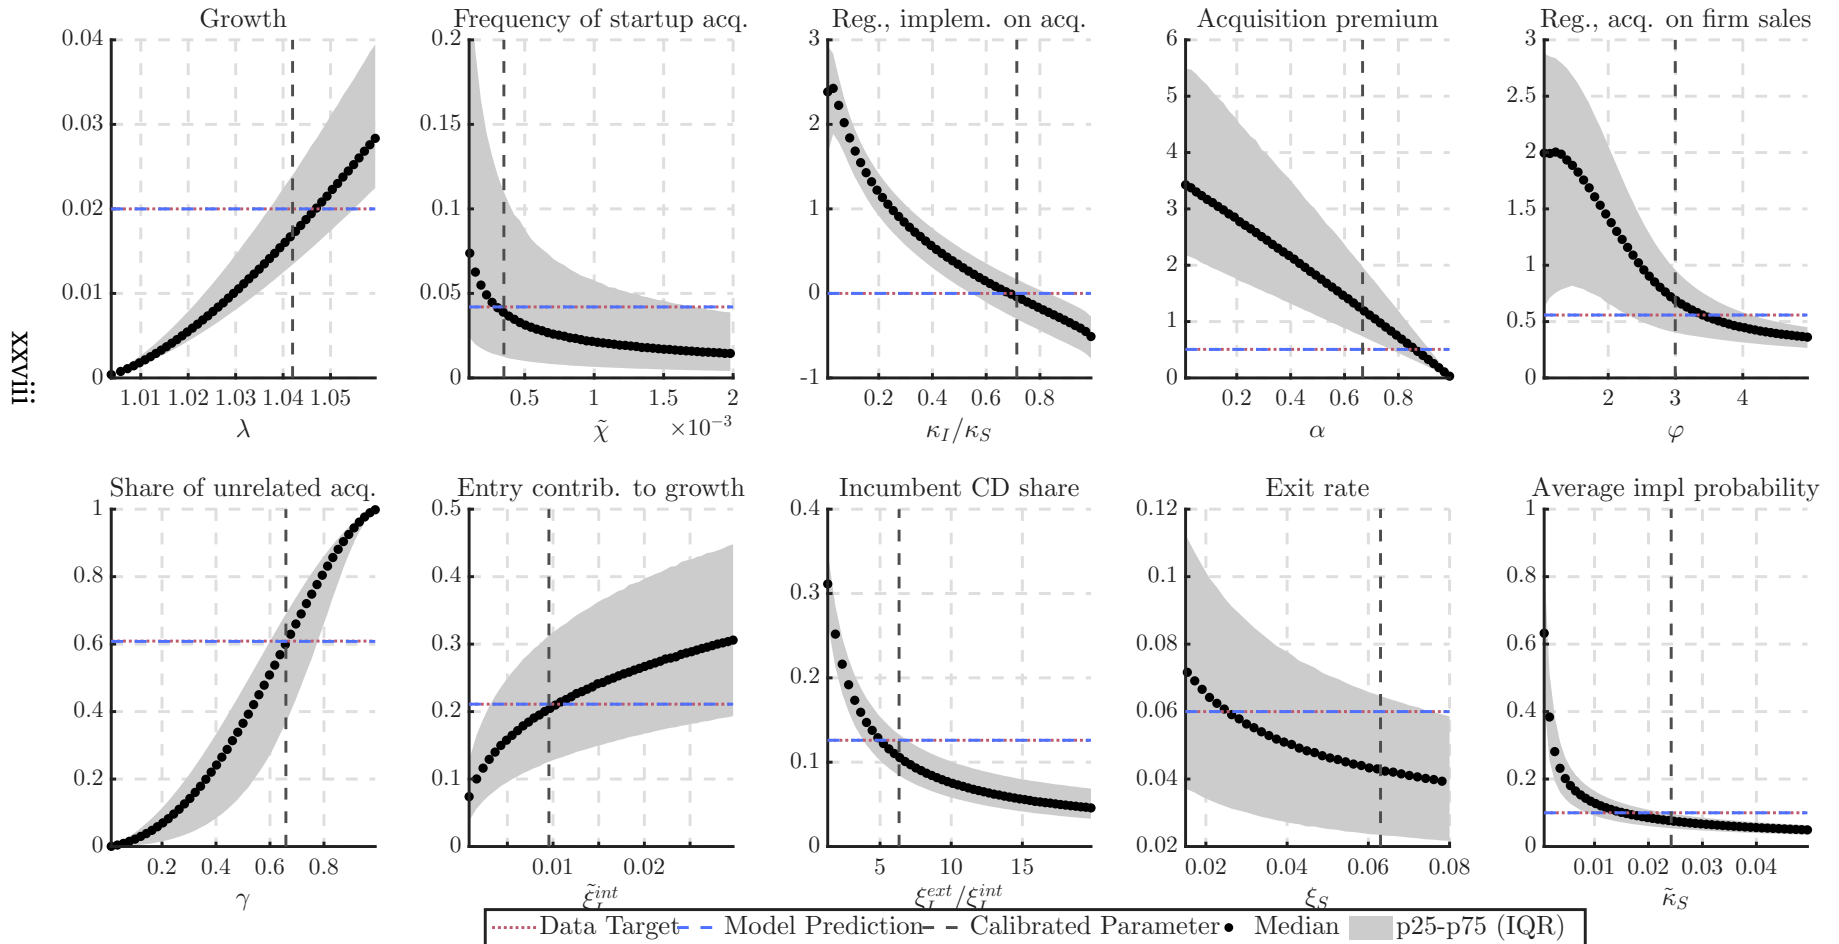 xxviii
Growth
0.04
0.03
0.02
0.01
0
1.01 1.02 1.03 1.04 1.05
λ
Frequency of startup acq.
0.2
0.15
0.1
0.05
0
0.5 1 1.5 2
χ̃ ×10⁻³
Reg., implem. on acq.
3
2
1
0
-1
0.2 0.4 0.6 0.8
κ_I/κ_S
Acquisition premium
6
5
4
3
2
1
0
0.2 0.4 0.6 0.8
α
Reg., acq. on firm sales
3
2.5
2
1.5
1
0.5
0
2 4
φ
Share of unrelated acq.
1
0.8
0.6
0.4
0.2
0
0.2 0.4 0.6 0.8
γ
Entry contrib. to growth
0.5
0.4
0.3
0.2
0.1
0
0.01 0.02
ξ̃_I^{int}
Incumbent CD share
0.4
0.3
0.2
0.1
0
5 10 15
ξ_I^{ext}/ξ_I^{int}
Exit rate
0.12
0.1
0.08
0.06
0.04
0.02
0.02 0.04 0.06 0.08
ξ_S
Average impl probability
1
0.8
0.6
0.4
0.2
0
0.01 0.02 0.03 0.04
κ̃_S
Data Target Model Prediction Calibrated Parameter Median p25-p75 (IQR)